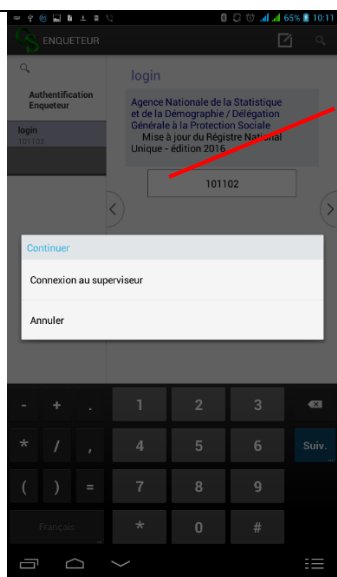 65% 10:11
ENQUETEUR
Authentification
Enqueteur
login
101102
login
Agence Nationale de la Statistique
et de la Démographie / Délégation
Générale à la Protection Sociale
Mise à jour du Régistre National
Unique - édition 2016
101102
Continuer
Connexion au superviseur
Annuler
- + . 1 2 3
* / , 4 5 6 Suiv.
( ) = 7 8 9
Français * 0 #